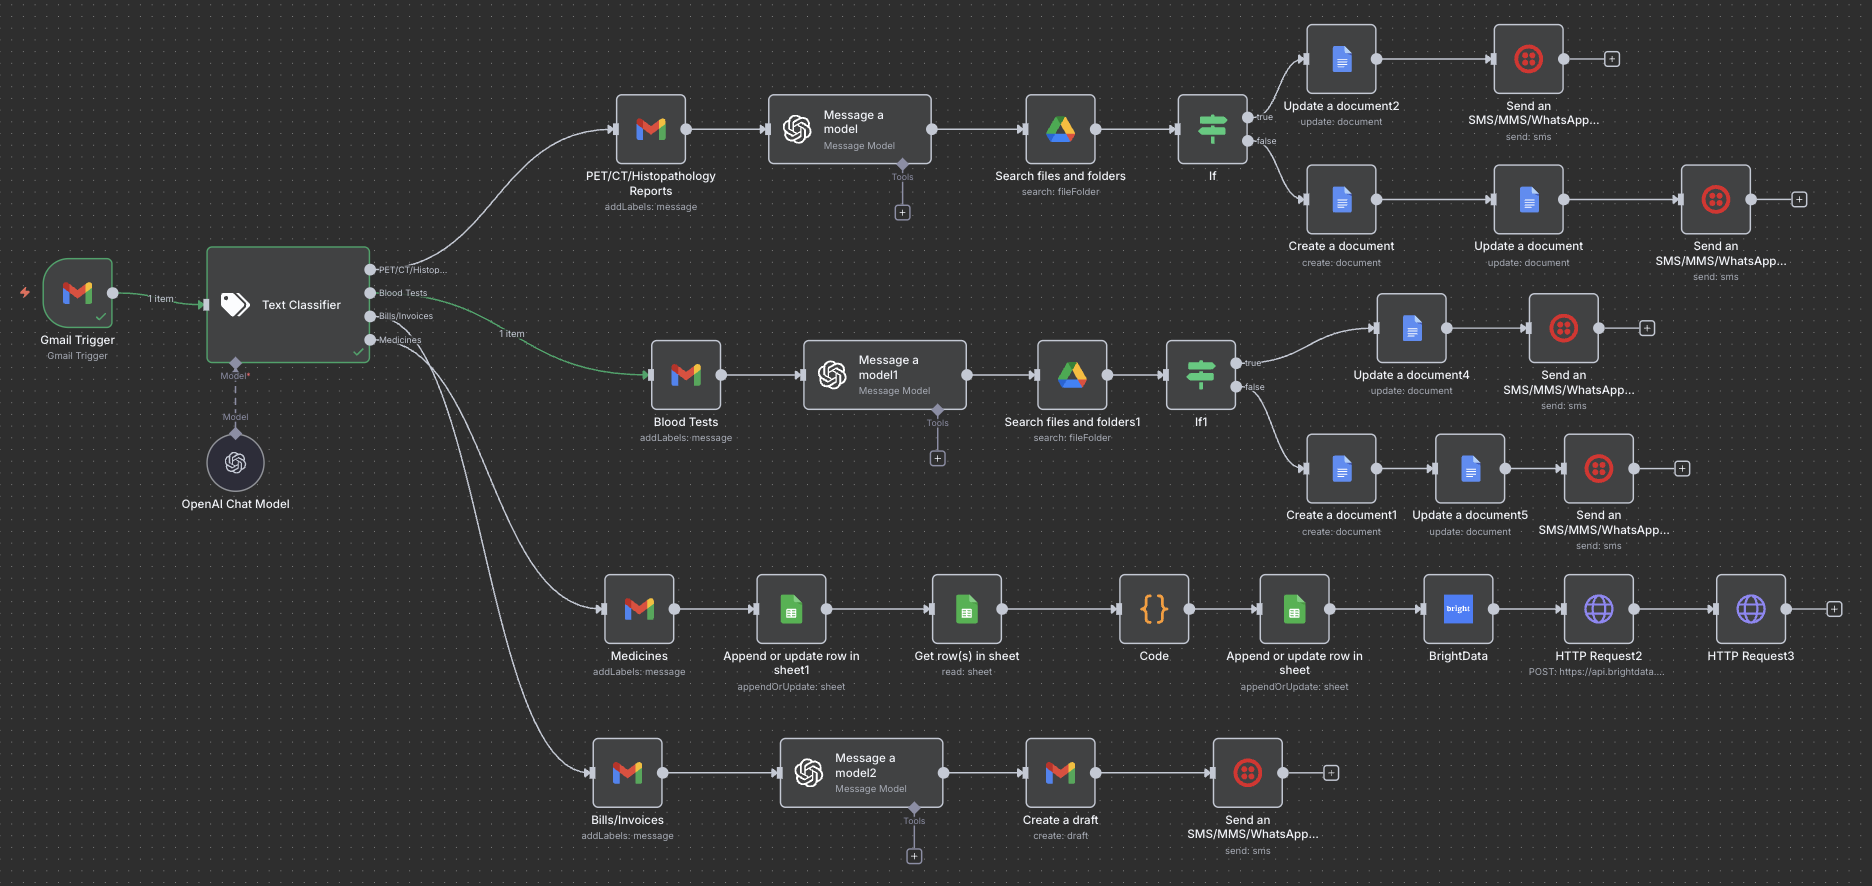 Update a document2
update: document
Send an
SMS/MMS/WhatsApp...
send: sms
PET/CT/Histopathology
Reports
addLabels: message
Message a
model
Message Model
Tools
Search files and folders
search: fileFolder
If
true
false
Create a document
create: document
Update a document
update: document
Send an
SMS/MMS/WhatsApp...
send: sms
Gmail Trigger
Gmail Trigger
1 item
Text Classifier
PET/CT/Histop...
Blood Tests
Bills/Invoices
Medicines
Model*
Model
OpenAI Chat Model
1 item
Blood Tests
addLabels: message
Message a
model1
Message Model
Tools
Search files and folders1
search: fileFolder
If1
true
false
Update a document4
update: document
Send an
SMS/MMS/WhatsApp...
send: sms
Create a document1
create: document
Update a document5
update: document
Send an
SMS/MMS/WhatsApp...
send: sms
Medicines
addLabels: message
Append or update row in
sheet1
appendOrUpdate: sheet
Get row(s) in sheet
read: sheet
{}
Code
Append or update row in
sheet
appendOrUpdate: sheet
bright
BrightData
HTTP Request2
POST: https://api.brightdata....
HTTP Request3
Bills/Invoices
addLabels: message
Message a
model2
Message Model
Tools
Create a draft
create: draft
Send an
SMS/MMS/WhatsApp...
send: sms